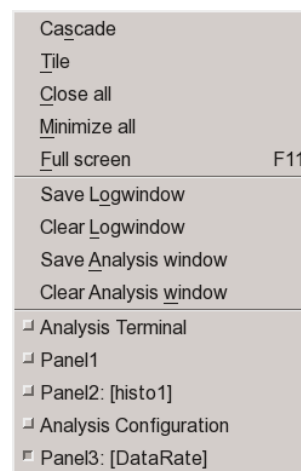 Cascade
Tile
Close all
Minimize all
Full screen F11
Save Logwindow
Clear Logwindow
Save Analysis window
Clear Analysis window
Analysis Terminal
Panel1
Panel2: [histo1]
Analysis Configuration
Panel3: [DataRate]